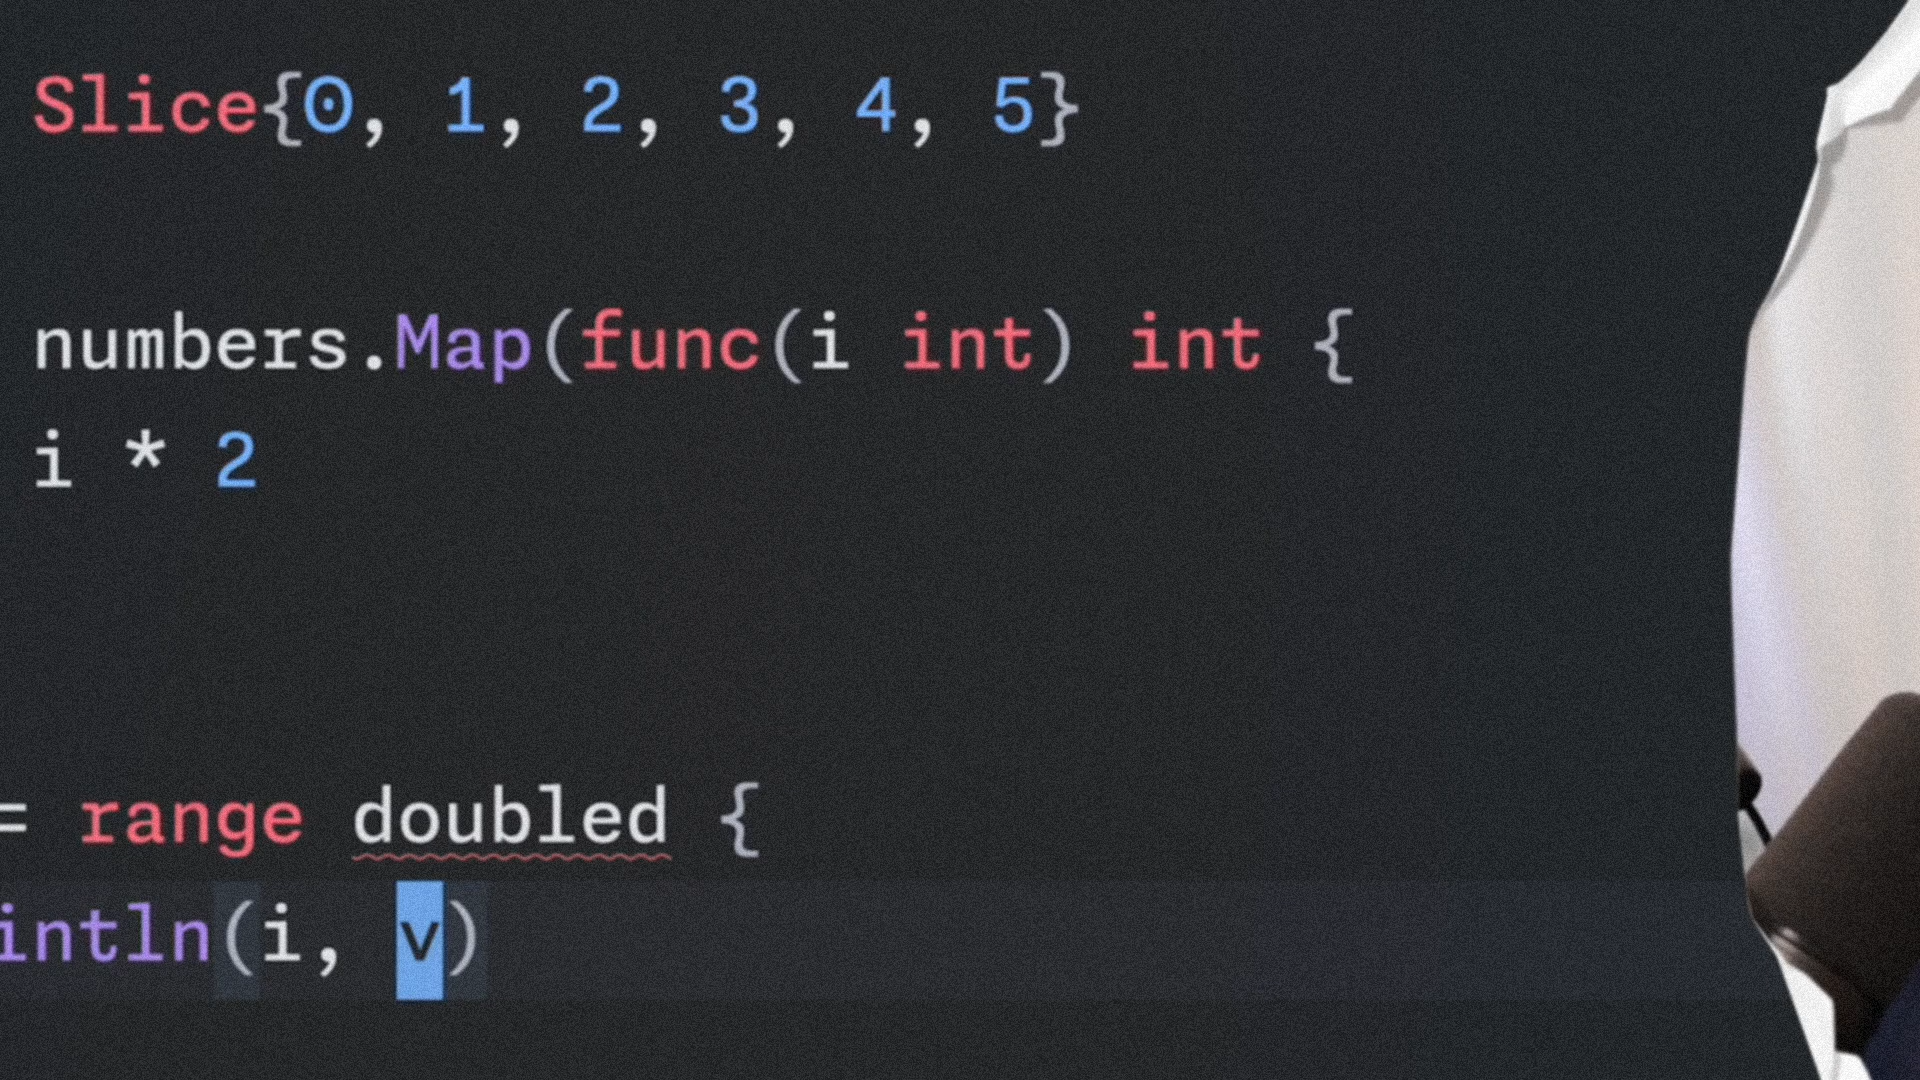 Slice{0, 1, 2, 3, 4, 5}
numbers.Map(func(i int) int {
i * 2
= range doubled {
intln(i, v)